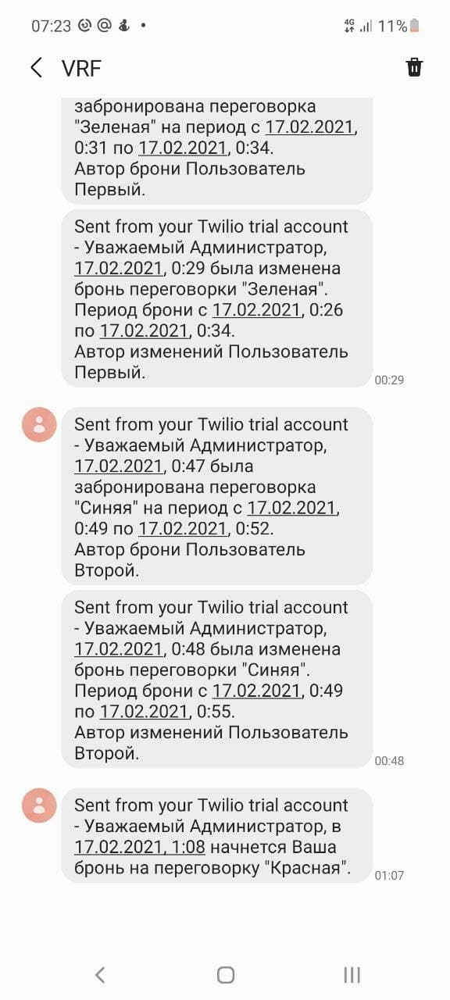 07:23
4G
11%
VRF
забронирована переговорка
"Зеленая" на период с 17.02.2021,
0:31 по 17.02.2021, 0:34.
Автор брони Пользователь
Первый.
Sent from your Twilio trial account
- Уважаемый Администратор,
17.02.2021, 0:29 была изменена
бронь переговорки "Зеленая".
Период брони с 17.02.2021, 0:26
по 17.02.2021, 0:34.
Автор изменений Пользователь
Первый.
00:29
Sent from your Twilio trial account
- Уважаемый Администратор,
17.02.2021, 0:47 была
забронирована переговорка
"Синяя" на период с 17.02.2021,
0:49 по 17.02.2021, 0:52.
Автор брони Пользователь
Второй.
Sent from your Twilio trial account
- Уважаемый Администратор,
17.02.2021, 0:48 была изменена
бронь переговорки "Синяя".
Период брони с 17.02.2021, 0:49
по 17.02.2021, 0:55.
Автор изменений Пользователь
Второй.
00:48
Sent from your Twilio trial account
- Уважаемый Администратор, в
17.02.2021, 1:08 начнется Ваша
бронь на переговорку "Красная".
01:07